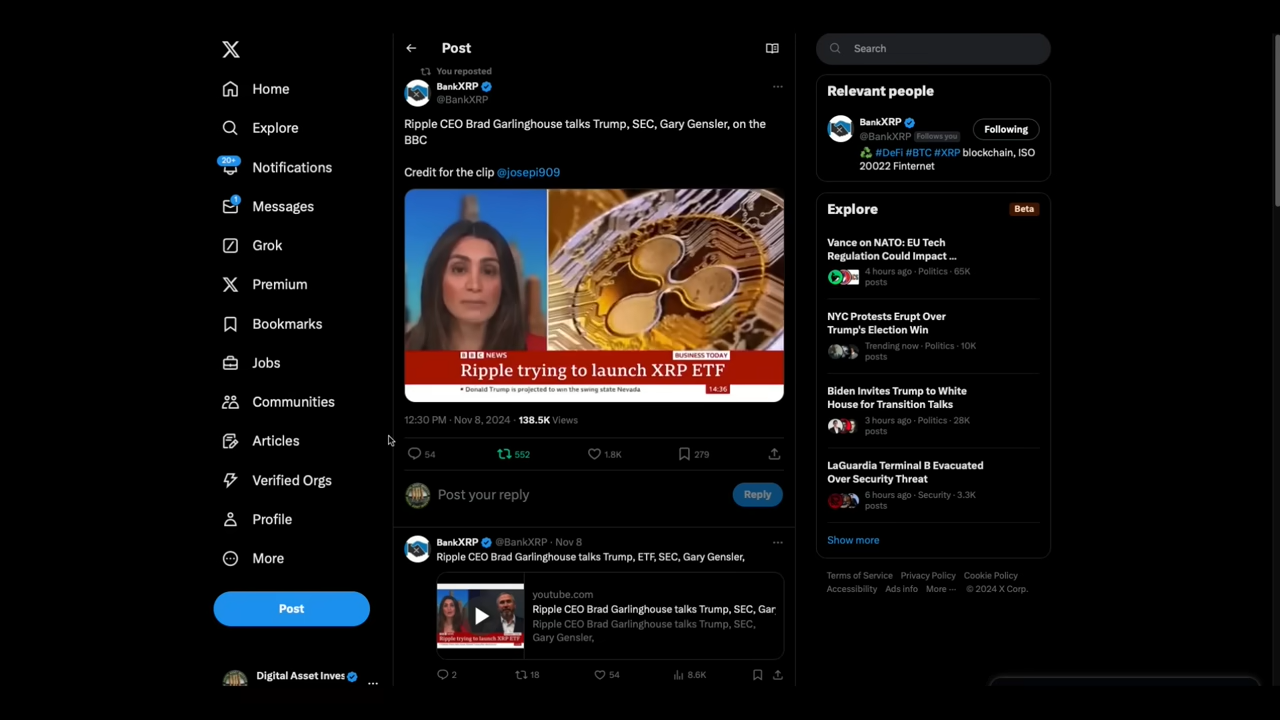 Home
Explore
20+
Notifications
1
Messages
Grok
Premium
Bookmarks
Jobs
Communities
Articles
Verified Orgs
Profile
More
Post
Digital Asset Inves
Post
You reposted
BankXRP
@BankXRP
Ripple CEO Brad Garlinghouse talks Trump, SEC, Gary Gensler, on the
BBC
Credit for the clip @josepi909
BBC NEWS
BUSINESS TODAY
Ripple trying to launch XRP ETF
• Donald Trump is projected to win the swing state Nevada
14:36
12:30 PM · Nov 8, 2024 · 138.5K Views
54
552
1.8K
279
Post your reply
Reply
BankXRP @BankXRP · Nov 8
Ripple CEO Brad Garlinghouse talks Trump, ETF, SEC, Gary Gensler,
Ripple trying to launch XRP ETF
youtube.com
Ripple CEO Brad Garlinghouse talks Trump, SEC, Gar
Ripple CEO Brad Garlinghouse talks Trump, SEC,
Gary Gensler,
2
18
54
8.6K
Search
Relevant people
BankXRP
@BankXRP Follows you
Following
#DeFi #BTC #XRP blockchain, ISO
20022 Finternet
Explore
Beta
Vance on NATO: EU Tech
Regulation Could Impact ...
4 hours ago · Politics · 65K
posts
NYC Protests Erupt Over
Trump's Election Win
Trending now · Politics · 10K
posts
Biden Invites Trump to White
House for Transition Talks
3 hours ago · Politics · 28K
posts
LaGuardia Terminal B Evacuated
Over Security Threat
6 hours ago · Security · 3.3K
posts
Show more
Terms of Service Privacy Policy Cookie Policy
Accessibility Ads info More ··· © 2024 X Corp.